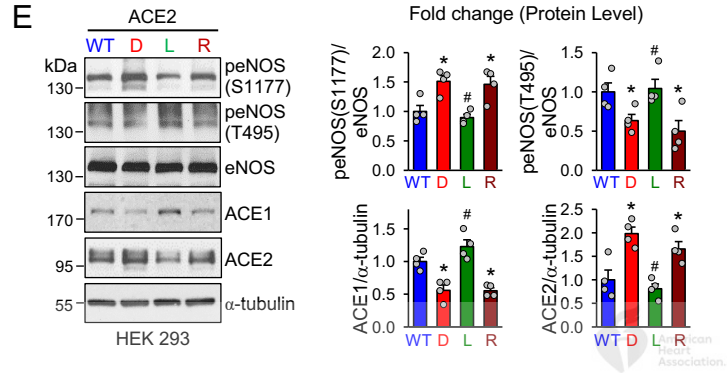 E
ACE2
WT D L R
kDa
130
peNOS
(S1177)
130
peNOS
(T495)
130
eNOS
170
ACE1
95
ACE2
55
α-tubulin
HEK 293
Fold change (Protein Level)
peNOS(S1177)/
eNOS
2.0
1.5
1.0
0.5
0.0
*
#
*
WT D L R
peNOS(T495)/
eNOS
1.5
1.0
0.5
0.0
*
#
*
WT D L R
ACE1/α-tubulin
1.5
1.0
0.5
0.0
*
#
*
WT D L R
ACE2/α-tubulin
2.5
2.0
1.5
1.0
0.5
0.0
*
#
*
WT D L R
American
Heart
Association.